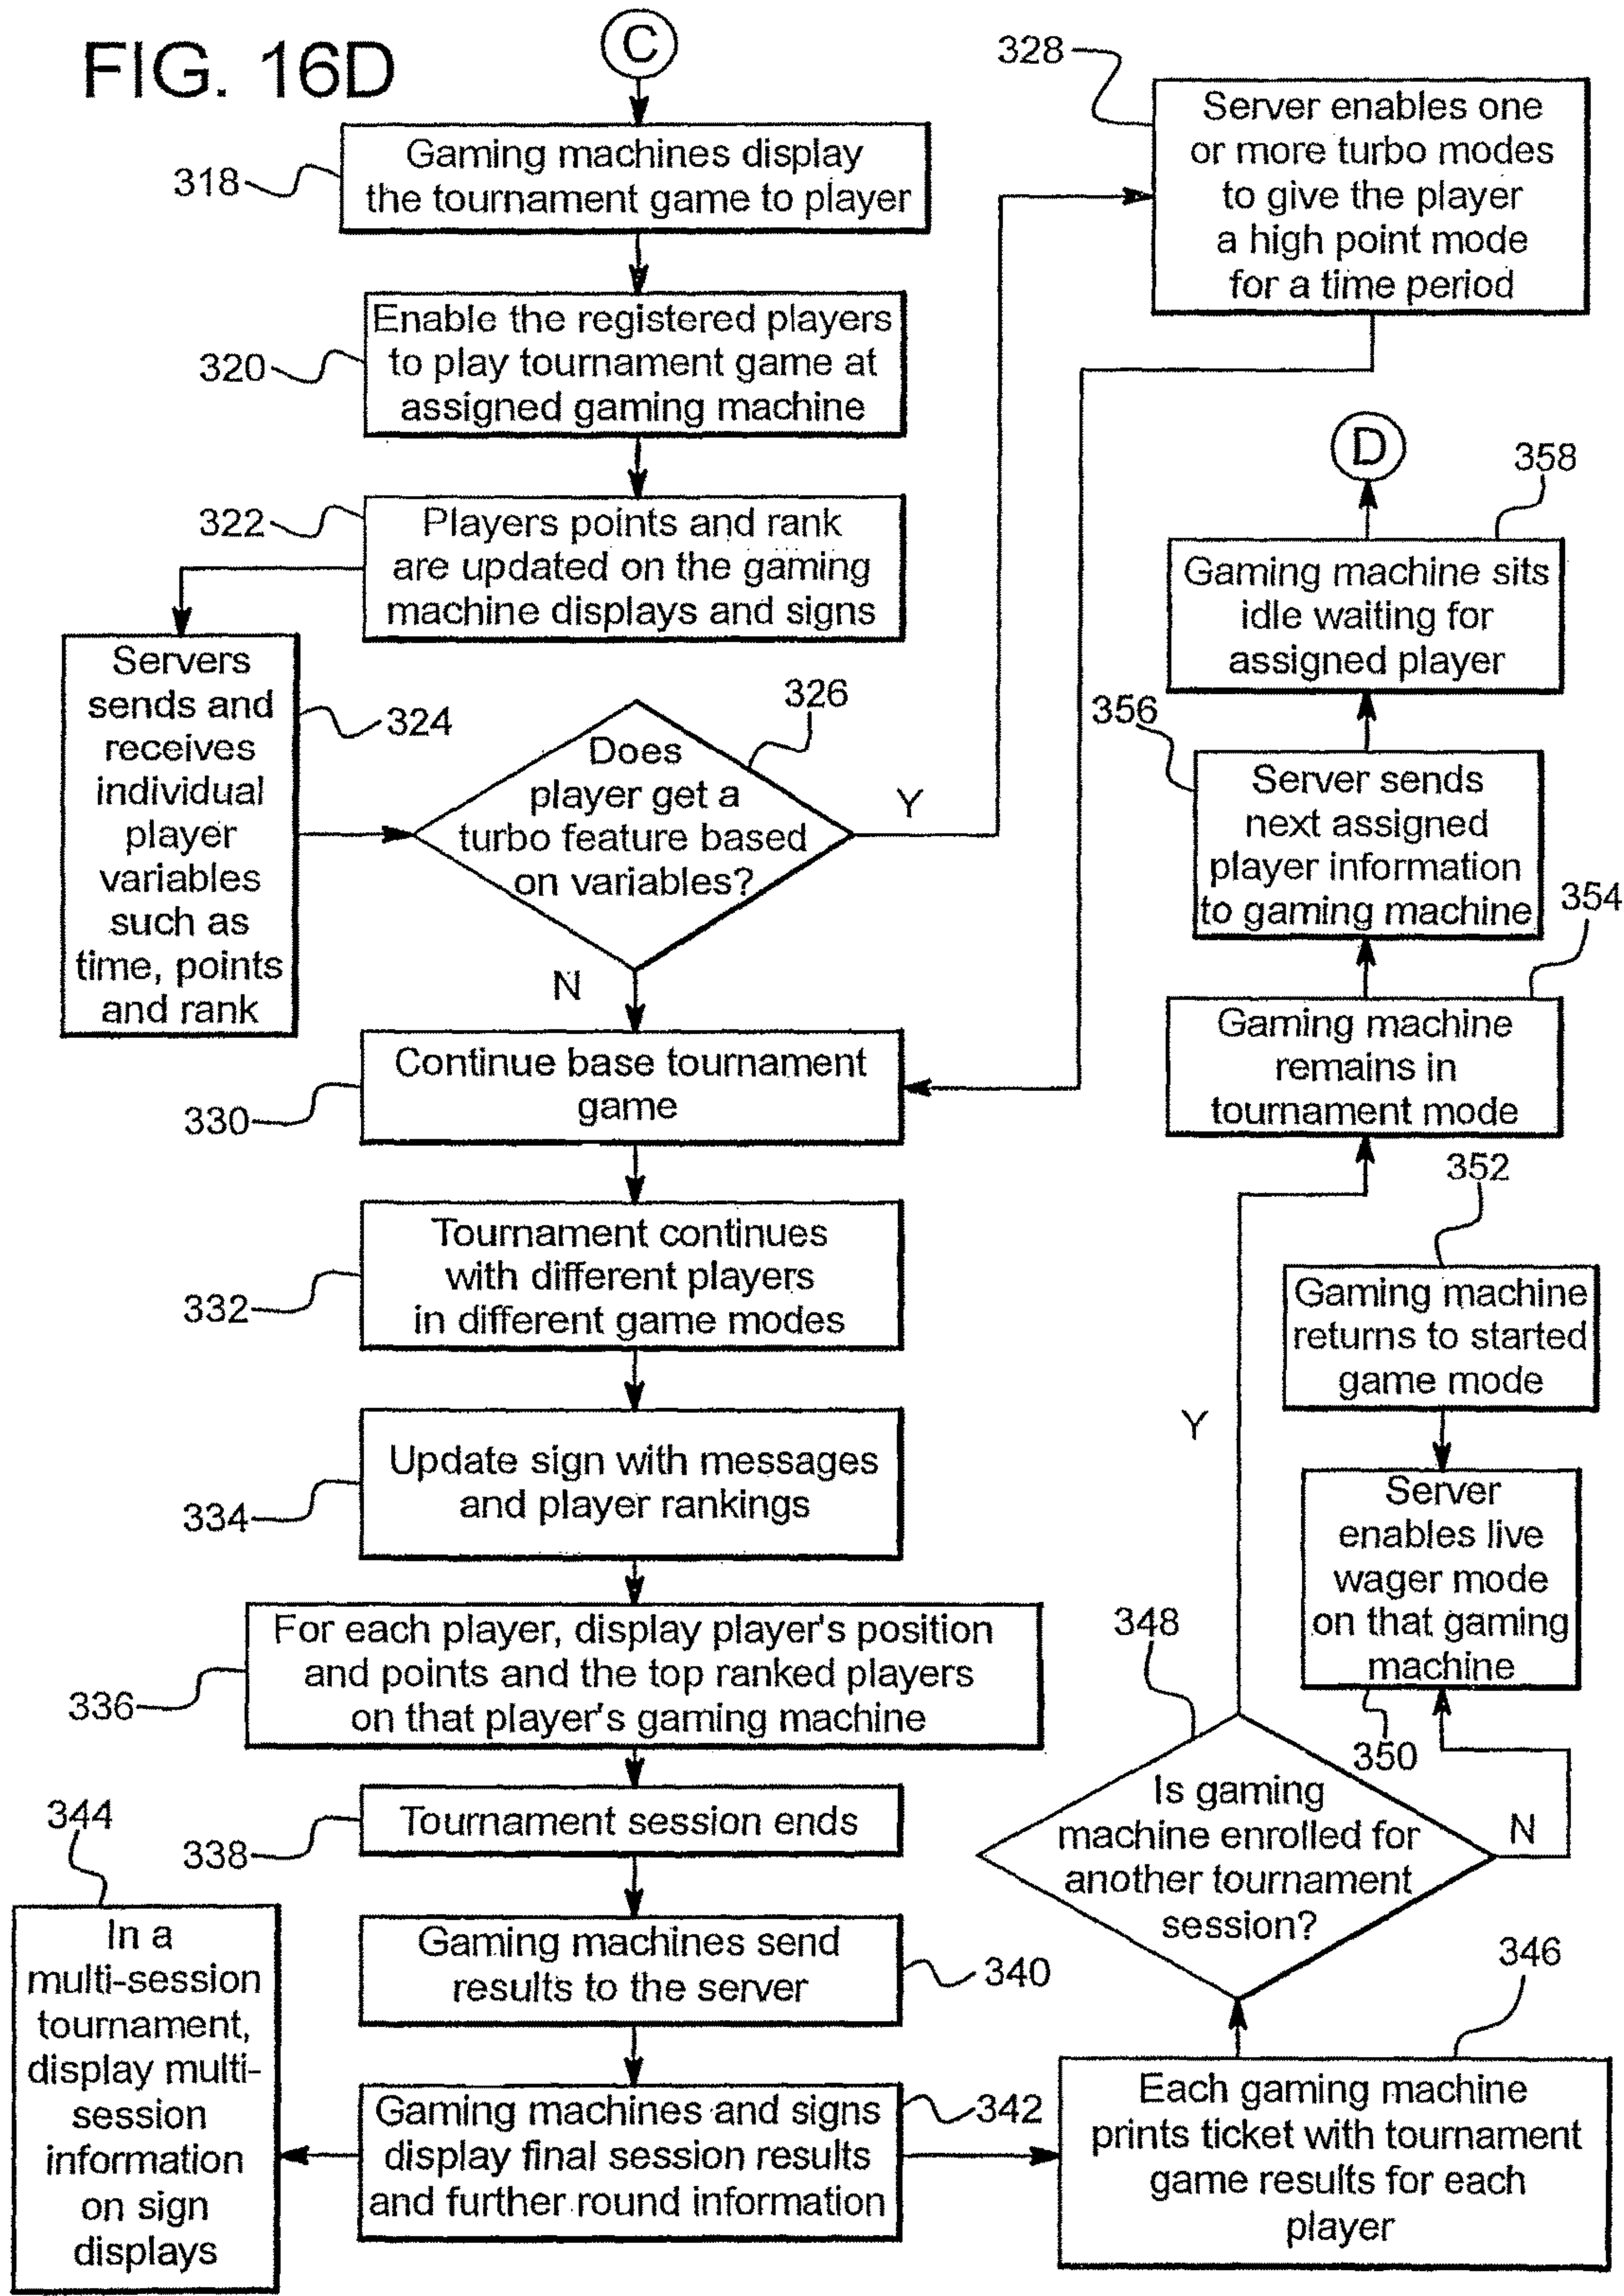 FIG. 16D
C
318
Gaming machines display
the tournament game to player
320
Enable the registered players
to play tournament game at
assigned gaming machine
322
Players points and rank
are updated on the gaming
machine displays and signs
Servers
sends and
receives
individual
player
variables
such as
time, points
and rank
324
326
Does
player get a
turbo feature based
on variables?
Y
N
328
Server enables one
or more turbo modes
to give the player
a high point mode
for a time period
330
Continue base tournament
game
332
Tournament continues
with different players
in different game modes
334
Update sign with messages
and player rankings
336
For each player, display player's position
and points and the top ranked players
on that player's gaming machine
338
Tournament session ends
340
Gaming machines send
results to the server
342
Gaming machines and signs
display final session results
and further round information
344
In a
multi-session
tournament,
display multi-
session
information
on sign
displays
346
Each gaming machine
prints ticket with tournament
game results for each
player
348
Is gaming
machine enrolled for
another tournament
session?
Y
N
350
Server
enables live
wager mode
on that gaming
machine
352
Gaming machine
returns to started
game mode
354
Gaming machine
remains in
tournament mode
356
Server sends
next assigned
player information
to gaming machine
358
Gaming machine sits
idle waiting for
assigned player
D